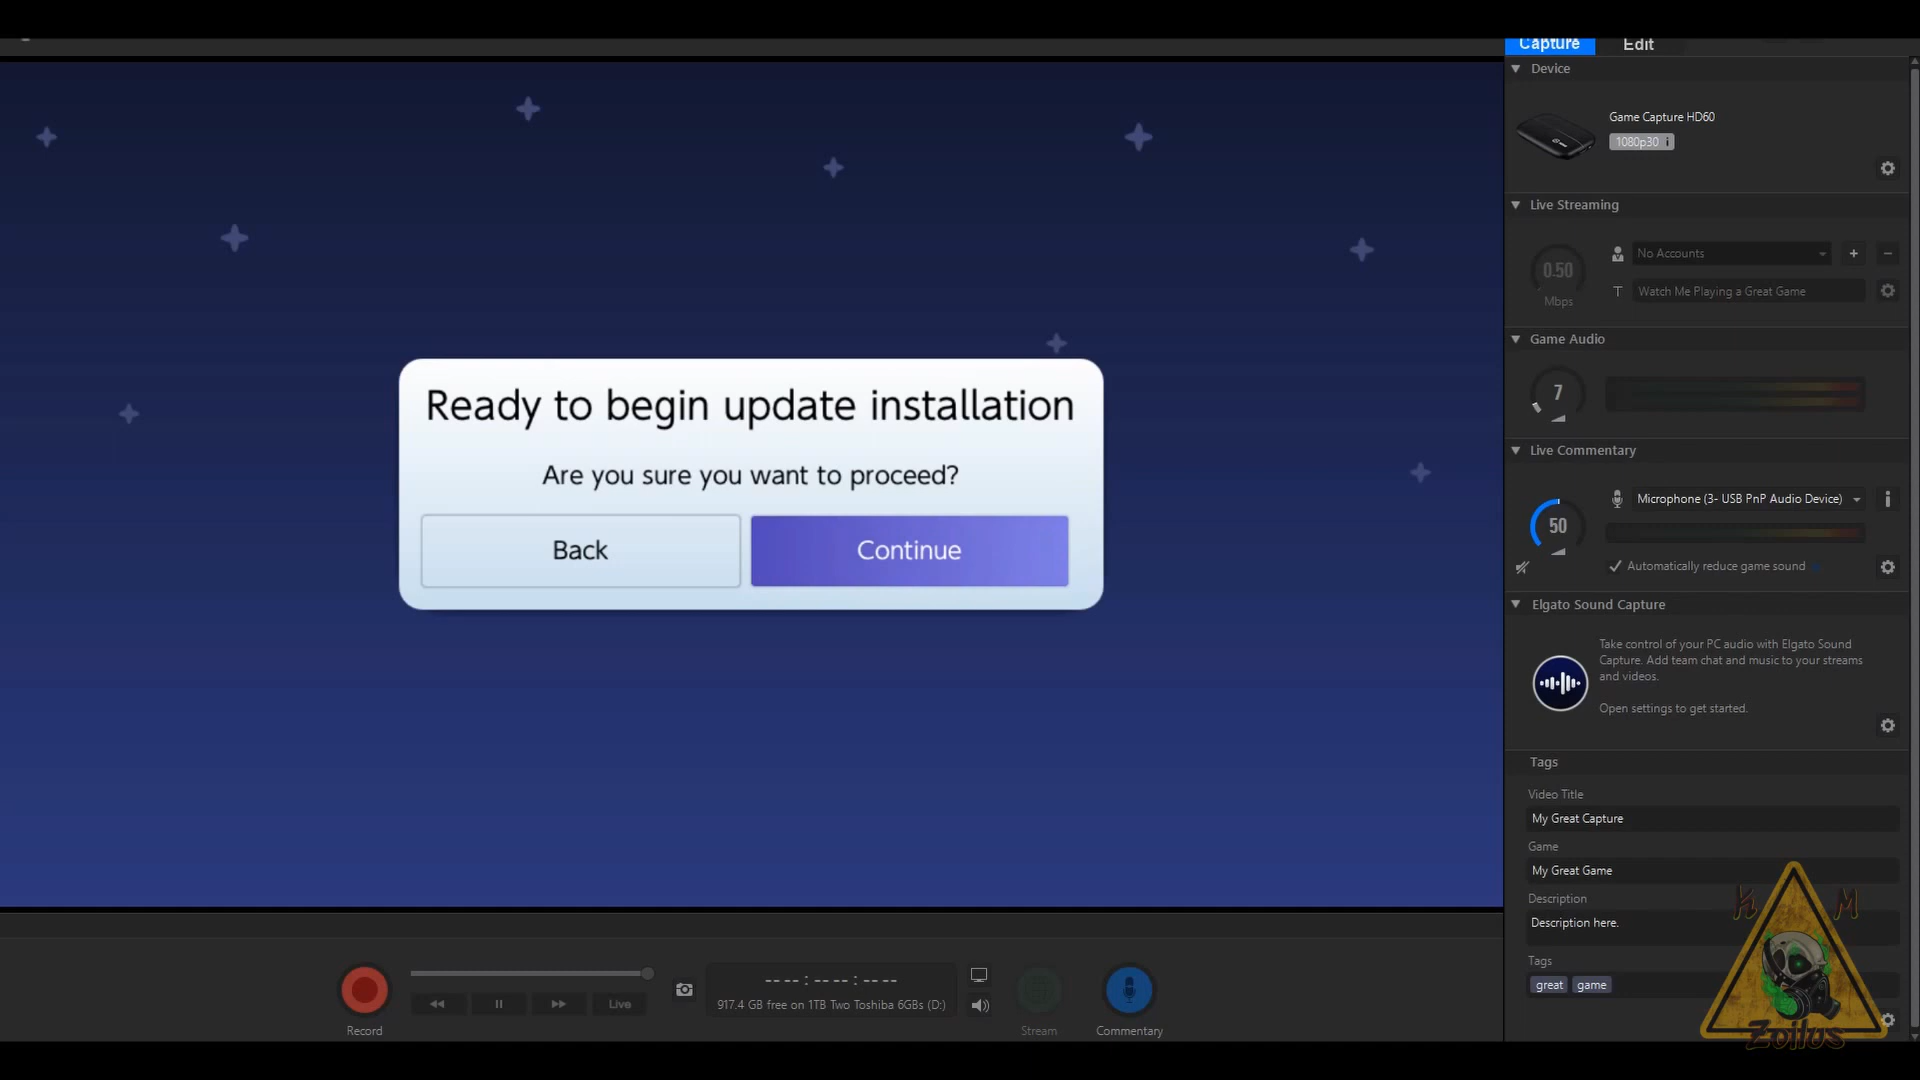 Capture
Edit
Ready to begin update installation
Are you sure you want to proceed?
Back
Continue
Device
Game Capture HD60
1080p30 i
Live Streaming
0.50
Mbps
No Accounts
T
Watch Me Playing a Great Game
Game Audio
7
Live Commentary
50
Microphone (3- USB PnP Audio Device)
Automatically reduce game sound
Elgato Sound Capture
Take control of your PC audio with Elgato Sound
Capture. Add team chat and music to your streams
and videos.
Open settings to get started.
Tags
Video Title
My Great Capture
Game
My Great Game
Description
Description here.
Tags
great
game
K M
Zoilus
Live
-- -- : -- -- : -- --
917.4 GB free on 1TB Two Toshiba 6GBs (D:)
Record
Stream
Commentary